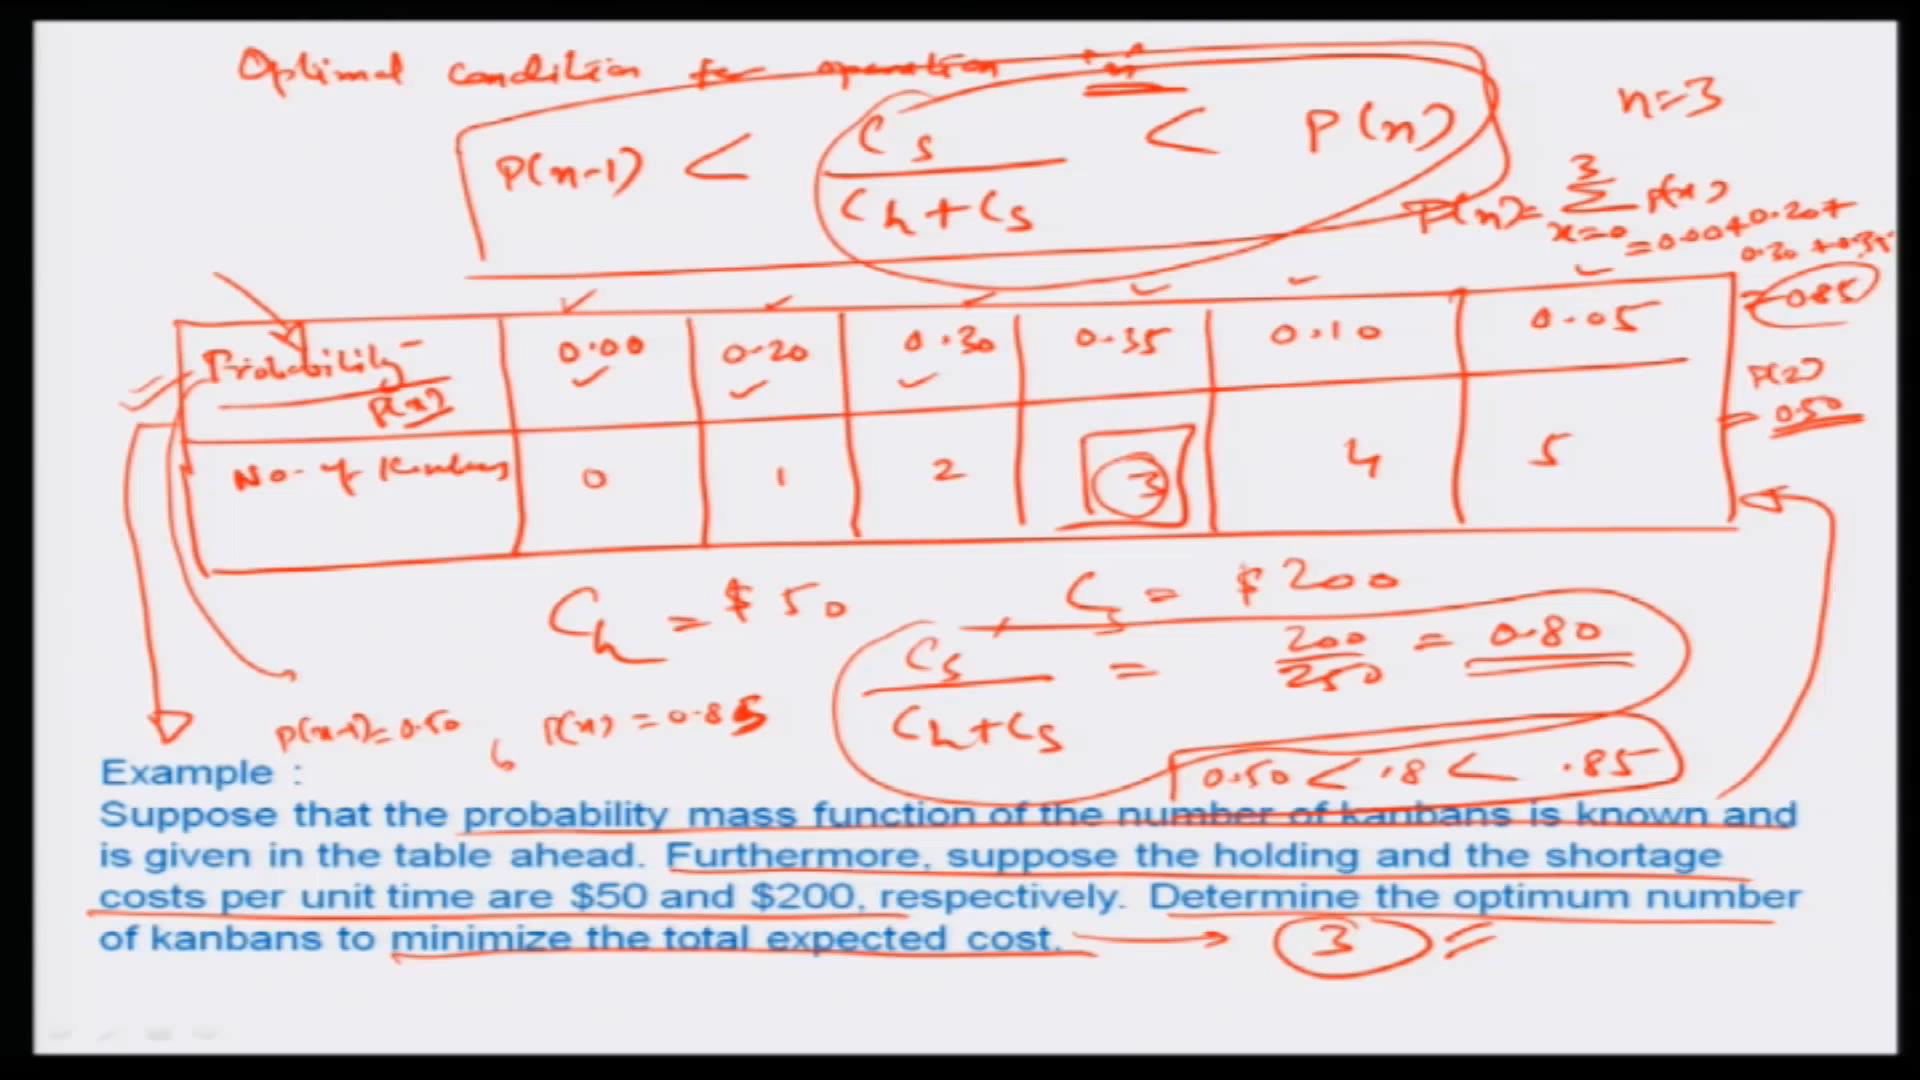 Optimal condition for operation 'n'
n=3
P(n-1) < Cs / Ch+Cs < P(n)
P(n)= 3 Σ x=0 P(x)
= 0.00+0.20+
0.30+0.35
= 0.85
Probability P(x) 0.00 0.20 0.30 0.35 0.10 0.05
P(2)
= 0.50
No. of Kanbans 0 1 2 3 4 5
Ch = $50 Cs = $200
Cs / Ch+Cs = 200/250 = 0.80
P(n-1)=0.50, P(n)=0.85
0.50 < .8 < .85
Example :
Suppose that the probability mass function of the number of kanbans is known and
is given in the table ahead. Furthermore, suppose the holding and the shortage
costs per unit time are $50 and $200, respectively. Determine the optimum number
of kanbans to minimize the total expected cost. → 3